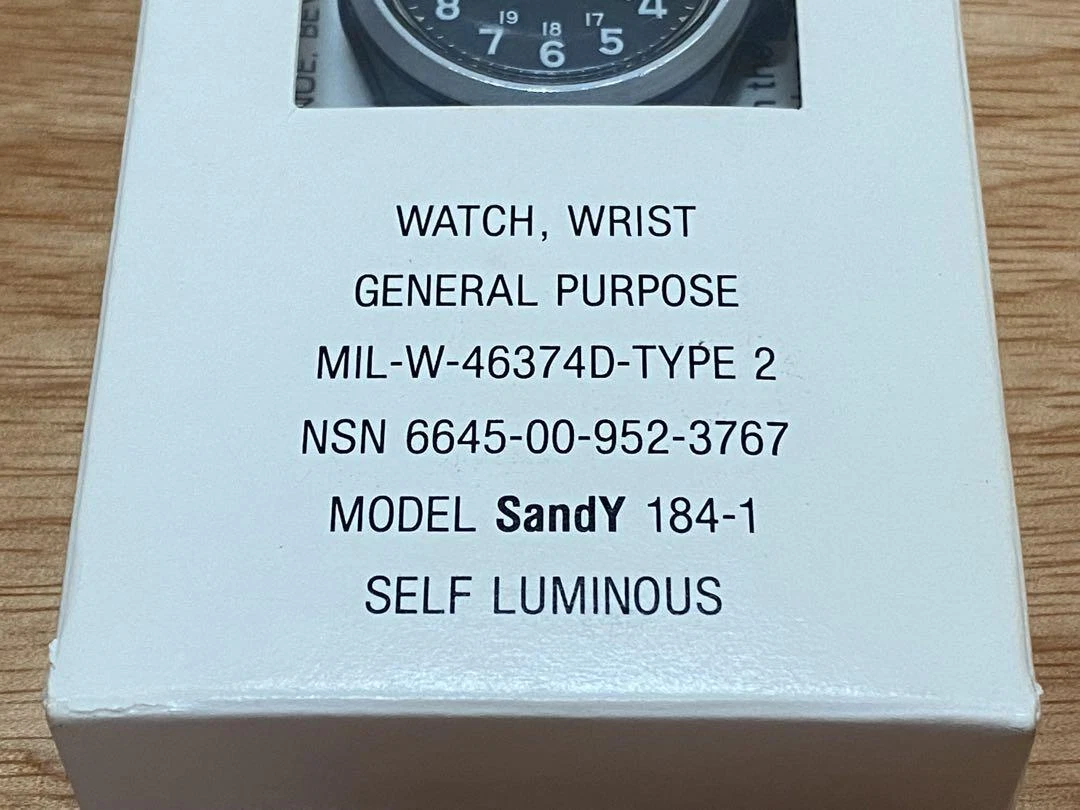 8 19 18 17 4
7 6 5
WATCH, WRIST
GENERAL PURPOSE
MIL-W-46374D-TYPE 2
NSN 6645-00-952-3767
MODEL SandY 184-1
SELF LUMINOUS